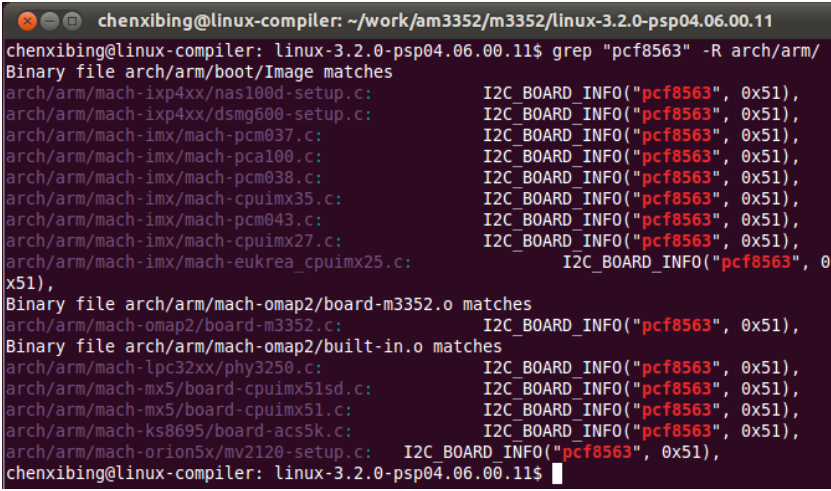 chenxibing@linux-compiler: ~/work/am3352/m3352/linux-3.2.0-psp04.06.00.11
chenxibing@linux-compiler: linux-3.2.0-psp04.06.00.11$ grep "pcf8563" -R arch/arm/
Binary file arch/arm/boot/Image matches
arch/arm/mach-ixp4xx/nas100d-setup.c: I2C_BOARD_INFO("pcf8563", 0x51),
arch/arm/mach-ixp4xx/dsmg600-setup.c: I2C_BOARD_INFO("pcf8563", 0x51),
arch/arm/mach-imx/mach-pcm037.c: I2C_BOARD_INFO("pcf8563", 0x51),
arch/arm/mach-imx/mach-pca100.c: I2C_BOARD_INFO("pcf8563", 0x51),
arch/arm/mach-imx/mach-pcm038.c: I2C_BOARD_INFO("pcf8563", 0x51),
arch/arm/mach-imx/mach-cpuimx35.c: I2C_BOARD_INFO("pcf8563", 0x51),
arch/arm/mach-imx/mach-pcm043.c: I2C_BOARD_INFO("pcf8563", 0x51),
arch/arm/mach-imx/mach-cpuimx27.c: I2C_BOARD_INFO("pcf8563", 0x51),
arch/arm/mach-imx/mach-eukrea_cpuimx25.c: I2C_BOARD_INFO("pcf8563", 0
x51),
Binary file arch/arm/mach-omap2/board-m3352.o matches
arch/arm/mach-omap2/board-m3352.c: I2C_BOARD_INFO("pcf8563", 0x51),
Binary file arch/arm/mach-omap2/built-in.o matches
arch/arm/mach-lpc32xx/phy3250.c: I2C_BOARD_INFO("pcf8563", 0x51),
arch/arm/mach-mx5/board-cpuimx51sd.c: I2C_BOARD_INFO("pcf8563", 0x51),
arch/arm/mach-mx5/board-cpuimx51.c: I2C_BOARD_INFO("pcf8563", 0x51),
arch/arm/mach-ks8695/board-acs5k.c: I2C_BOARD_INFO("pcf8563", 0x51),
arch/arm/mach-orion5x/mv2120-setup.c: I2C_BOARD_INFO("pcf8563", 0x51),
chenxibing@linux-compiler: linux-3.2.0-psp04.06.00.11$